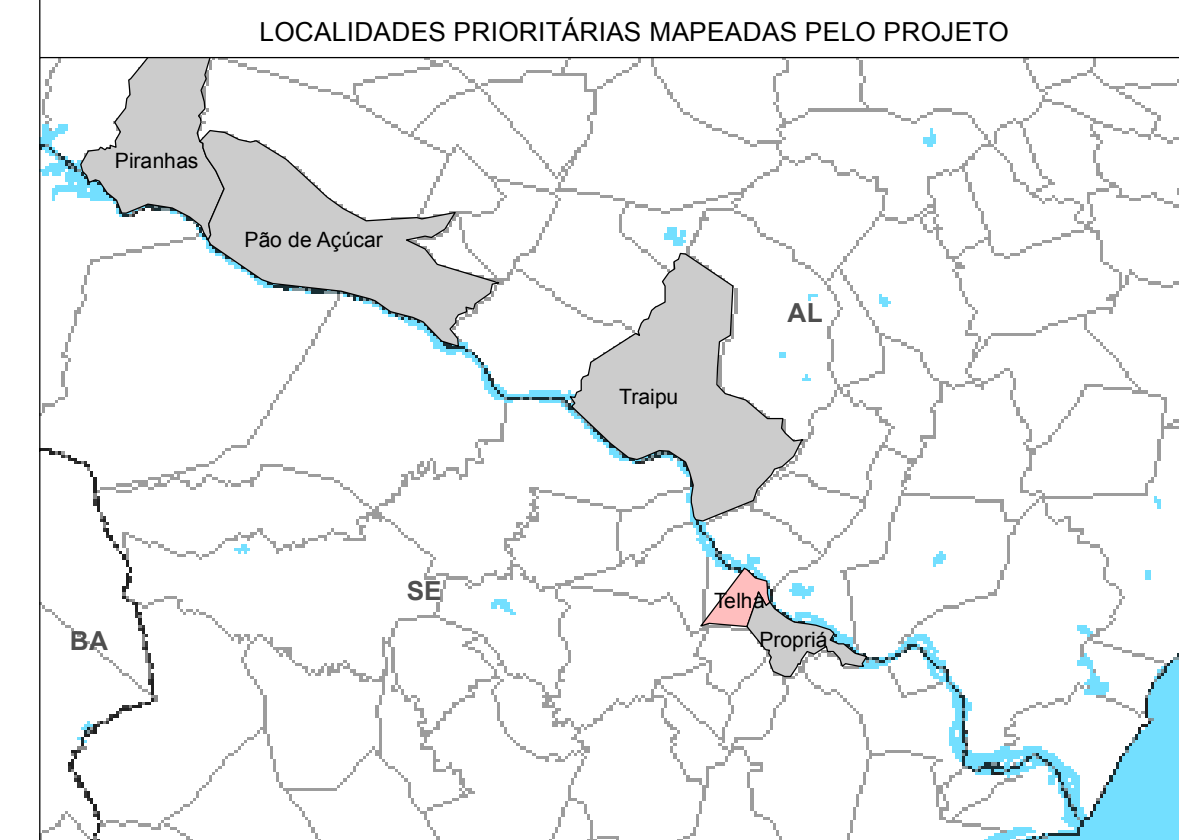 LOCALIDADES PRIORITÁRIAS MAPEADAS PELO PROJETO
Piranhas
Pão de Açúcar
AL
Traipu
SE
Telha
BA
Propriá